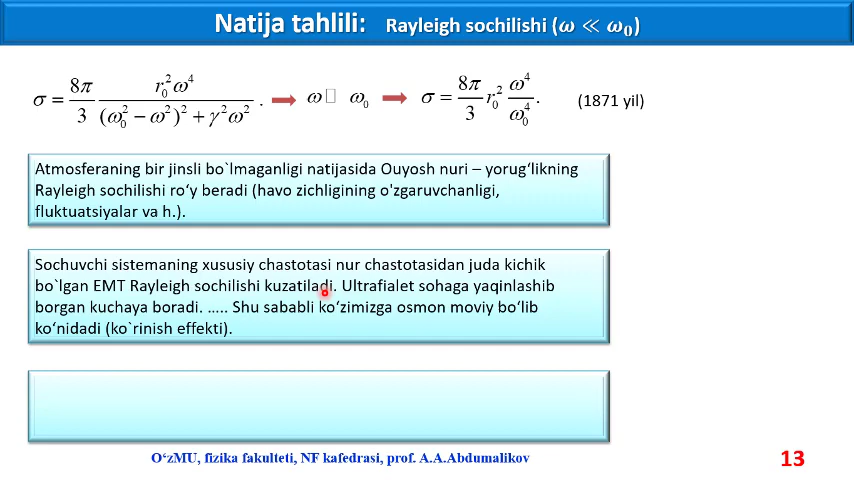 Natija tahlili: Rayleigh sochilishi (ω ≪ ω₀)
σ = 8π/3 r₀²ω⁴/((ω₀² − ω²)² + γ²ω²) . ω□ ω₀ σ = 8π/3 r₀² ω⁴/ω₀⁴ . (1871 yil)
Atmosferaning bir jinsli bo`lmaganligi natijasida Ouyosh nuri – yorug‘likning
Rayleigh sochilishi ro‘y beradi (havo zichligining o'zgaruvchanligi,
fluktuatsiyalar va h.).
Sochuvchi sistemaning xususiy chastotasi nur chastotasidan juda kichik
bo`lgan EMT Rayleigh sochilishi kuzatiladi. Ultrafialet sohaga yaqinlashib
borgan kuchaya boradi. ..... Shu sababli ko‘zimizga osmon moviy bo‘lib
ko‘nidadi (ko`rinish effekti).
O‘zMU, fizika fakulteti, NF kafedrasi, prof. A.A.Abdumalikov
13